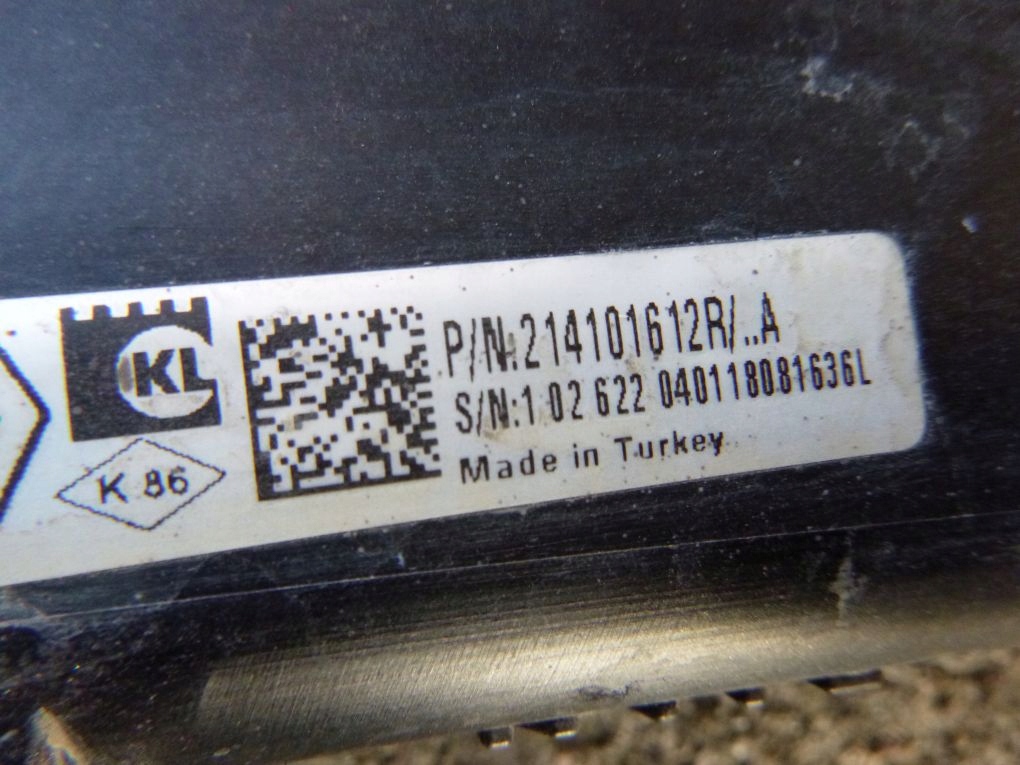 KL
K 86
P/N:214101612R/..A
S/N:1 02 622 040118081636L
Made in Turkey